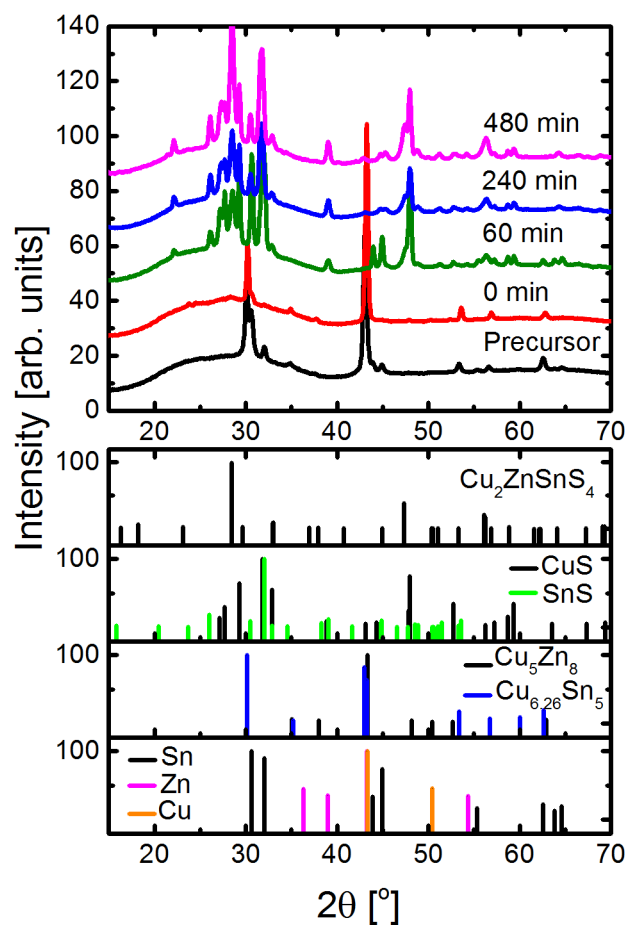 140
120
100
80
60
40
20
0
480 min
240 min
60 min
0 min
Precursor
15 20 30 40 50 60 70
Intensity [arb. units]
100
Cu2ZnSnS4
100
CuS
SnS
100
Cu5Zn8
Cu6.26Sn5
100
Sn
Zn
Cu
15 20 30 40 50 60 70
2θ [°]